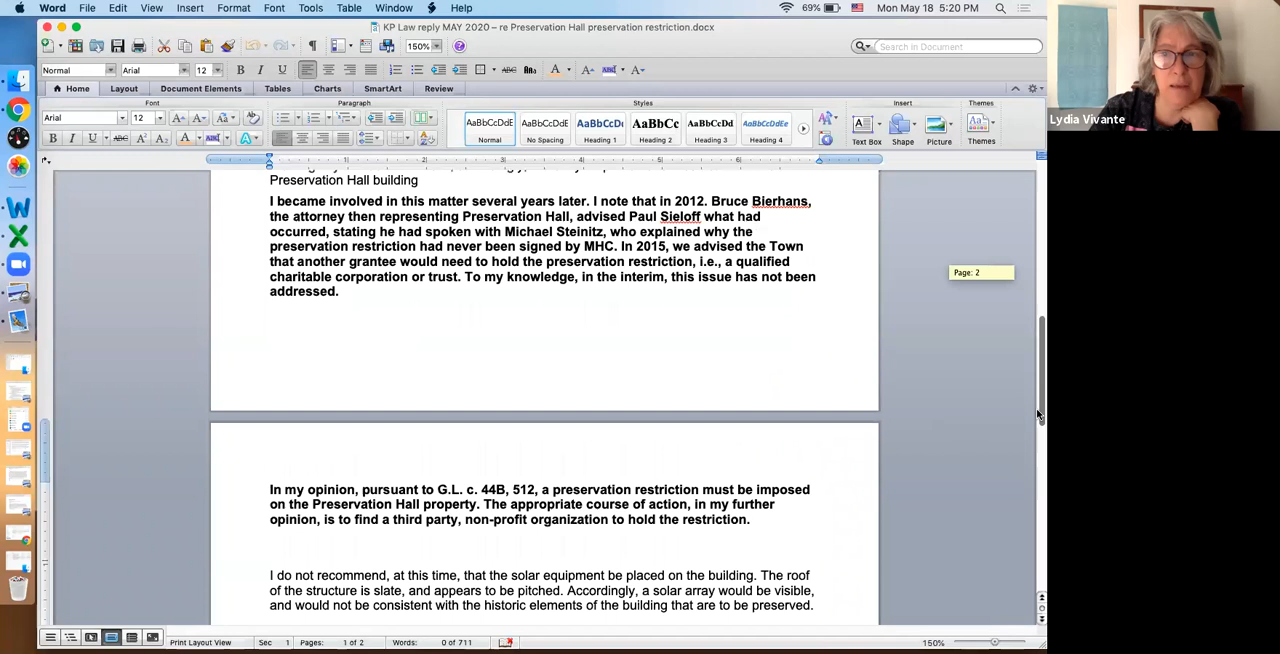 Word File Edit View Insert Format Font Tools Table Window Help 69% Mon May 18 5:20 PM
KP Law reply MAY 2020 – re Preservation Hall preservation restriction.docx
150% Search in Document
Normal Arial 12 B I U ABC
Home Layout Document Elements Tables Charts SmartArt Review
Font Paragraph Styles Insert Themes
Arial 12 AaBbCcDdE AaBbCcDdE AaBbCcDc AaBbCc AaBbCcDd AaBbCcDdEe
B I U ABC Normal No Spacing Heading 1 Heading 2 Heading 3 Heading 4 Text Box Shape Picture Themes
Lydia Vivante
1 2 3 4 5 6
Preservation Hall building
I became involved in this matter several years later. I note that in 2012. Bruce Bierhans,
the attorney then representing Preservation Hall, advised Paul Sieloff what had
occurred, stating he had spoken with Michael Steinitz, who explained why the
preservation restriction had never been signed by MHC. In 2015, we advised the Town
that another grantee would need to hold the preservation restriction, i.e., a qualified
charitable corporation or trust. To my knowledge, in the interim, this issue has not been
addressed.
Page: 2
In my opinion, pursuant to G.L. c. 44B, 512, a preservation restriction must be imposed
on the Preservation Hall property. The appropriate course of action, in my further
opinion, is to find a third party, non-profit organization to hold the restriction.
I do not recommend, at this time, that the solar equipment be placed on the building. The roof
of the structure is slate, and appears to be pitched. Accordingly, a solar array would be visible,
and would not be consistent with the historic elements of the building that are to be preserved.
Print Layout View Sec 1 Pages: 1 of 2 Words: 0 of 711 150%